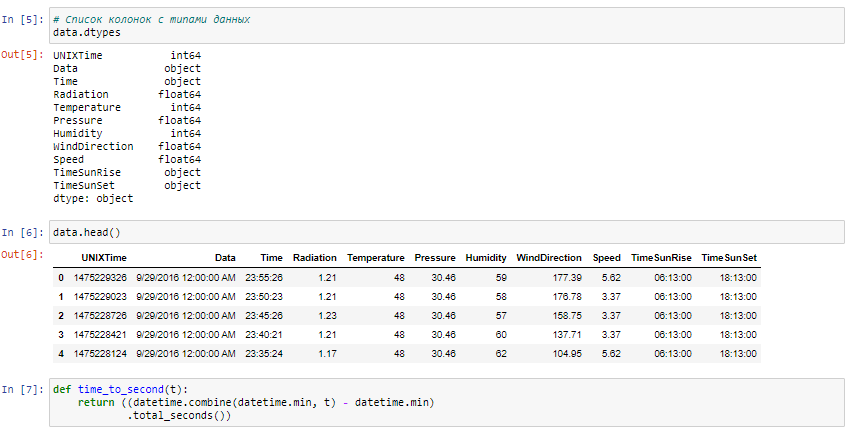 In [5]: # Список колонок с типами данных
data.dtypes
Out[5]: UNIXTime int64
Data object
Time object
Radiation float64
Temperature int64
Pressure float64
Humidity int64
WindDirection float64
Speed float64
TimeSunRise object
TimeSunSet object
dtype: object
In [6]: data.head()
Out[6]: UNIXTime Data Time Radiation Temperature Pressure Humidity WindDirection Speed TimeSunRise TimeSunSet
0 1475229326 9/29/2016 12:00:00 AM 23:55:26 1.21 48 30.46 59 177.39 5.62 06:13:00 18:13:00
1 1475229023 9/29/2016 12:00:00 AM 23:50:23 1.21 48 30.46 58 176.78 3.37 06:13:00 18:13:00
2 1475228726 9/29/2016 12:00:00 AM 23:45:26 1.23 48 30.46 57 158.75 3.37 06:13:00 18:13:00
3 1475228421 9/29/2016 12:00:00 AM 23:40:21 1.21 48 30.46 60 137.71 3.37 06:13:00 18:13:00
4 1475228124 9/29/2016 12:00:00 AM 23:35:24 1.17 48 30.46 62 104.95 5.62 06:13:00 18:13:00
In [7]: def time_to_second(t):
return ((datetime.combine(datetime.min, t) - datetime.min)
.total_seconds())